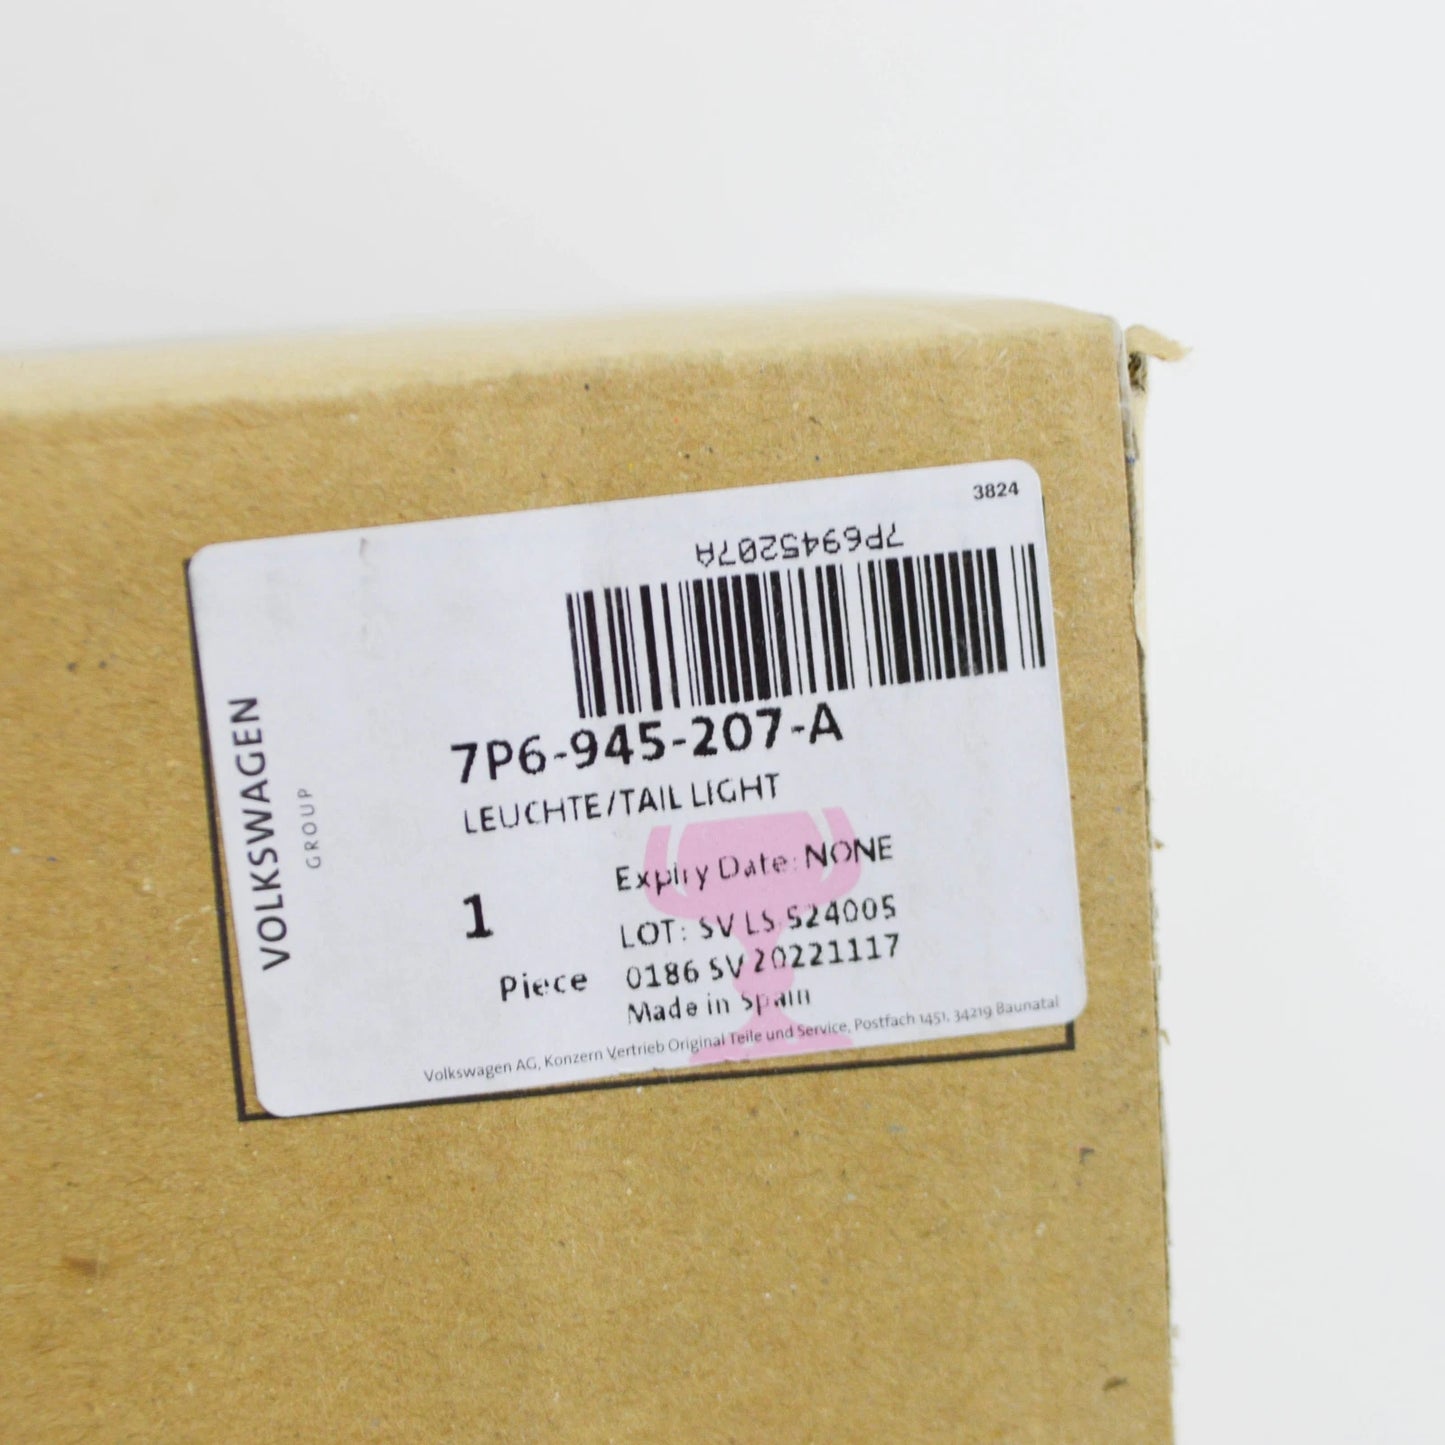 3824
7P6945207A
7P6-945-207-A
LEUCHTE/TAIL LIGHT
Expiry Date: NONE
1
Piece
LOT: SV LS S24005
0186 SV 20221117
Made in Spain
Volkswagen AG, Konzern Vertrieb Original Teile und Service, Postfach 1451, 34219 Baunatal
VOLKSWAGEN
GROUP